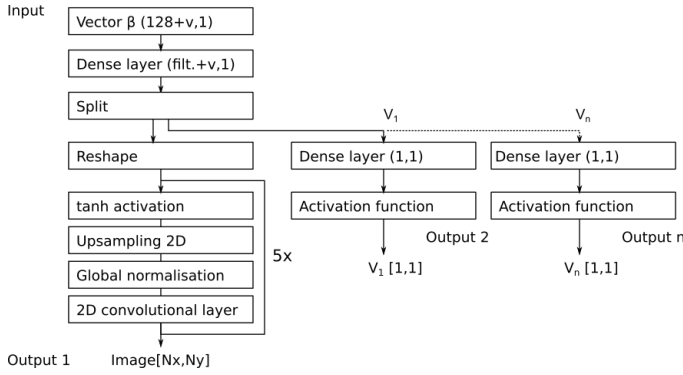 Input
Vector β (128+v,1)
Dense layer (filt.+v,1)
Split
V₁
Vₙ
Reshape
Dense layer (1,1)
Dense layer (1,1)
tanh activation
Activation function
Activation function
Upsampling 2D
Output 2
Output n
Global normalisation
5x
V₁ [1,1]
Vₙ [1,1]
2D convolutional layer
Output 1
Image[Nx,Ny]